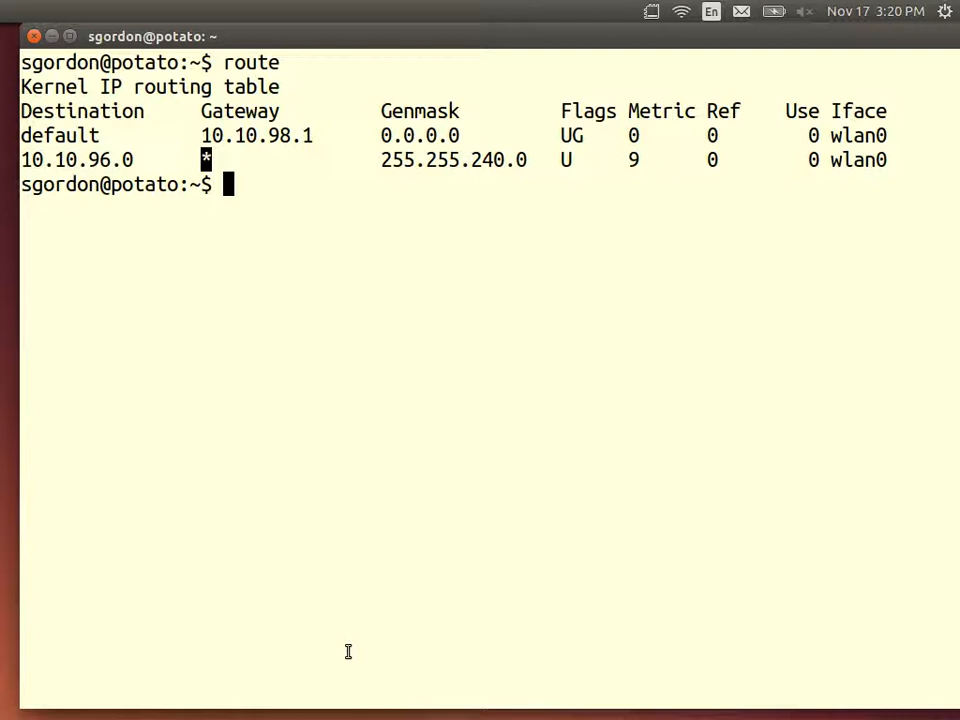 En Nov 17 3:20 PM
sgordon@potato: ~
sgordon@potato:~$ route
Kernel IP routing table
Destination Gateway Genmask Flags Metric Ref Use Iface
default 10.10.98.1 0.0.0.0 UG 0 0 0 wlan0
10.10.96.0 * 255.255.240.0 U 9 0 0 wlan0
sgordon@potato:~$